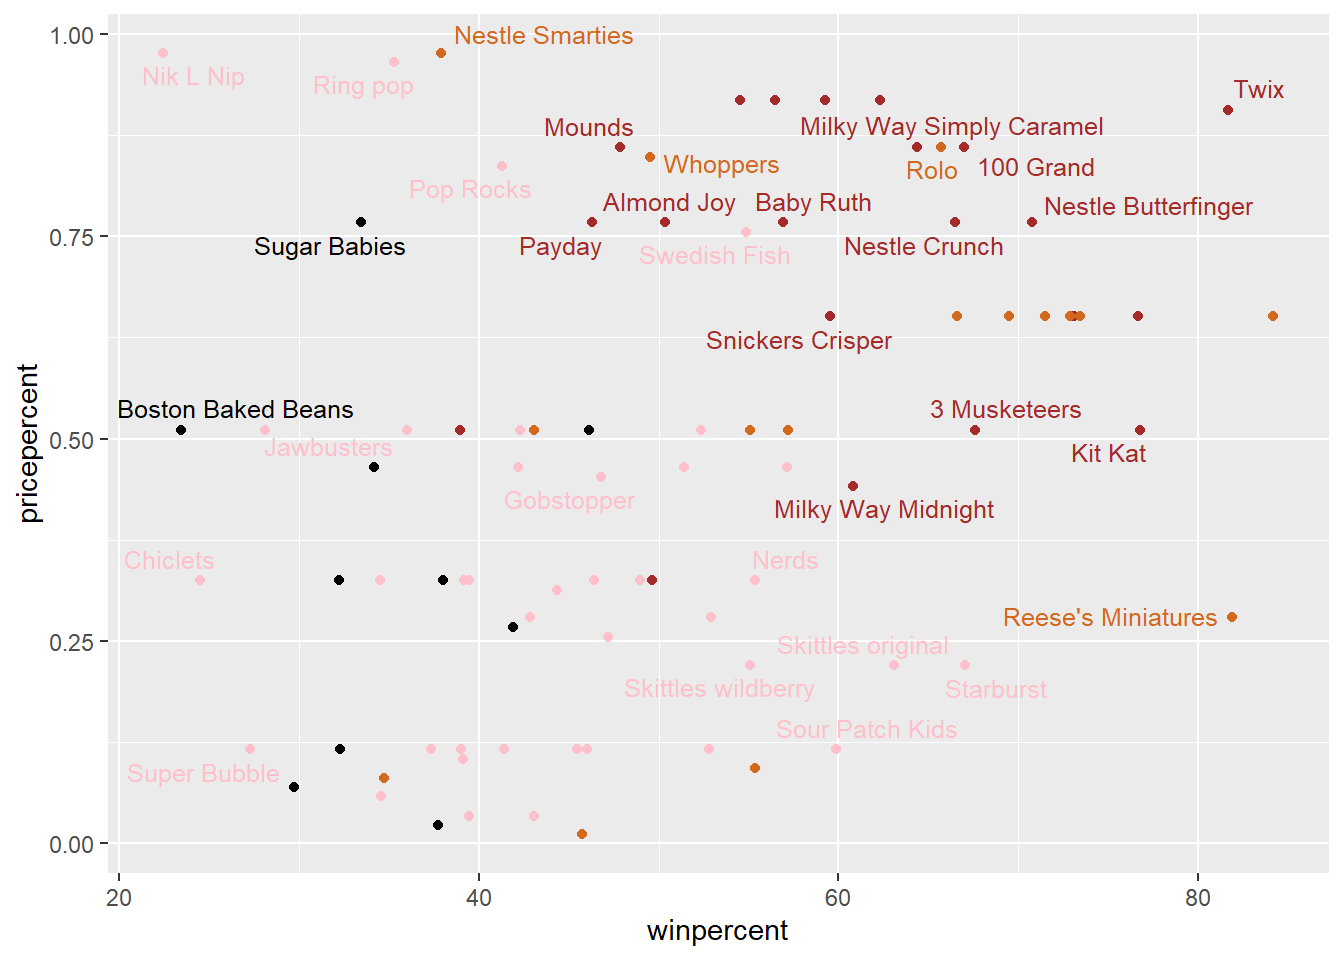 1.00
Nestle Smarties
Nik L Nip
Ring pop
Twix
Mounds
Milky Way Simply Caramel
Whoppers
Rolo
100 Grand
Pop Rocks
Almond Joy
Baby Ruth
Nestle Butterfinger
0.75
Sugar Babies
Payday
Swedish Fish
Nestle Crunch
Snickers Crisper
pricepercent
Boston Baked Beans
3 Musketeers
0.50
Jawbusters
Kit Kat
Gobstopper
Milky Way Midnight
Chiclets
Nerds
Reese's Miniatures
0.25
Skittles original
Skittles wildberry
Starburst
Sour Patch Kids
Super Bubble
0.00
20
40
60
80
winpercent